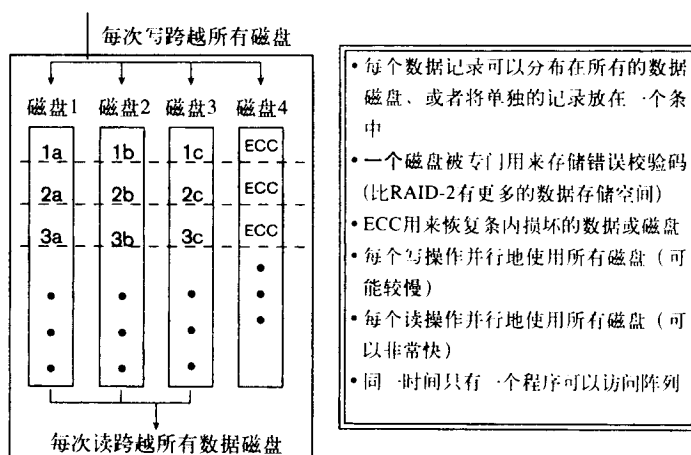 每次写跨越所有磁盘
磁盘1 磁盘2 磁盘3 磁盘4
1a 1b 1c ECC
2a 2b 2c ECC
3a 3b 3c ECC
每次读跨越所有数据磁盘
• 每个数据记录可以分布在所有的数据
磁盘、或者将单独的记录放在一个条
中
• 一个磁盘被专门用来存储错误校验码
(比RAID-2有更多的数据存储空间)
• ECC用来恢复条内损坏的数据或磁盘
• 每个写操作并行地使用所有磁盘（可
能较慢）
• 每个读操作并行地使用所有磁盘（可
以非常快）
• 同一时间只有一个程序可以访问阵列